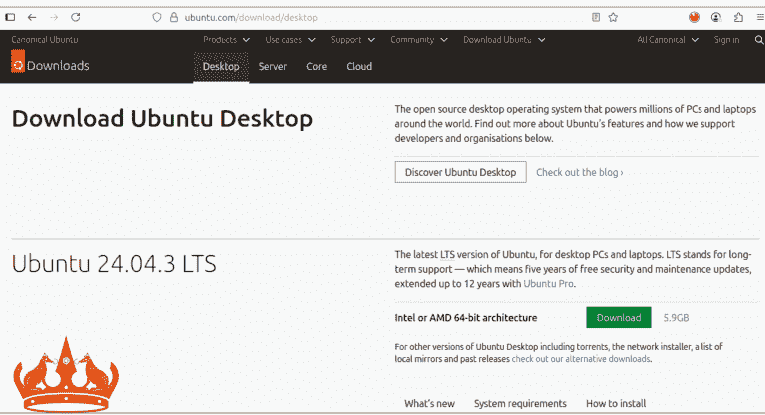 ubuntu.com/download/desktop
Canonical Ubuntu
Products
Use cases
Support
Community
Download Ubuntu
All Canonical
Sign in
Downloads
Desktop
Server
Core
Cloud
Download Ubuntu Desktop
The open source desktop operating system that powers millions of PCs and laptops
around the world. Find out more about Ubuntu's features and how we support
developers and organisations below.
Discover Ubuntu Desktop
Check out the blog ›
Ubuntu 24.04.3 LTS
The latest LTS version of Ubuntu, for desktop PCs and laptops. LTS stands for long-
term support — which means five years of free security and maintenance updates,
extended up to 12 years with Ubuntu Pro.
Intel or AMD 64-bit architecture
Download
5.9GB
For other versions of Ubuntu Desktop including torrents, the network installer, a list of
local mirrors and past releases check out our alternative downloads.
What's new
System requirements
How to install